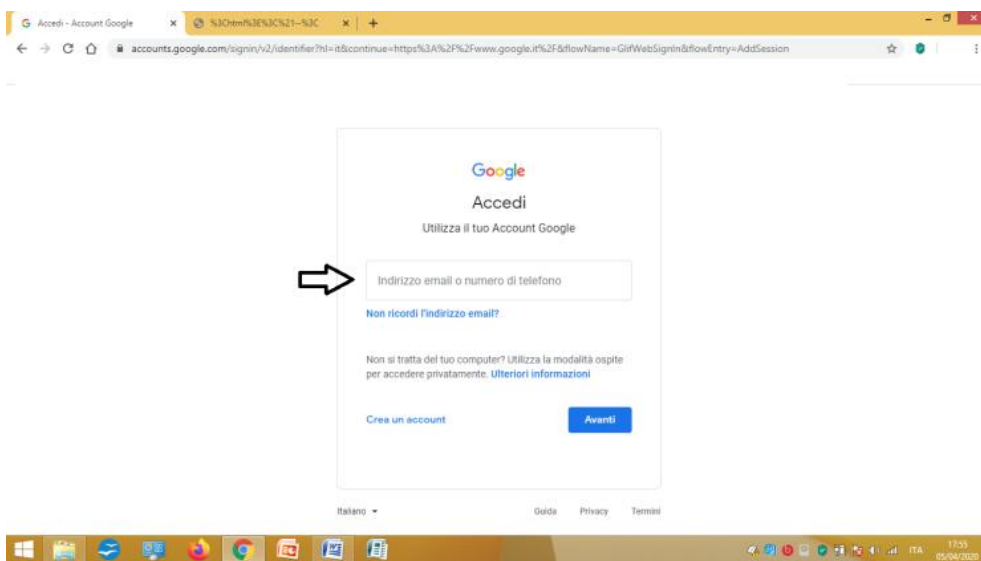 Accedi - Account Google
%3Chtml%3E%3C%21--%3C
accounts.google.com/signin/v2/identifier?hl=it&continue=https%3A%2F%2Fwww.google.it%2F&flowName=GlifWebSignIn&flowEntry=AddSession
Google
Accedi
Utilizza il tuo Account Google
Indirizzo email o numero di telefono
Non ricordi l'indirizzo email?
Non si tratta del tuo computer? Utilizza la modalità ospite
per accedere privatamente. Ulteriori informazioni
Crea un account Avanti
Italiano Guida Privacy Termini
ITA 17:55
05/04/2020